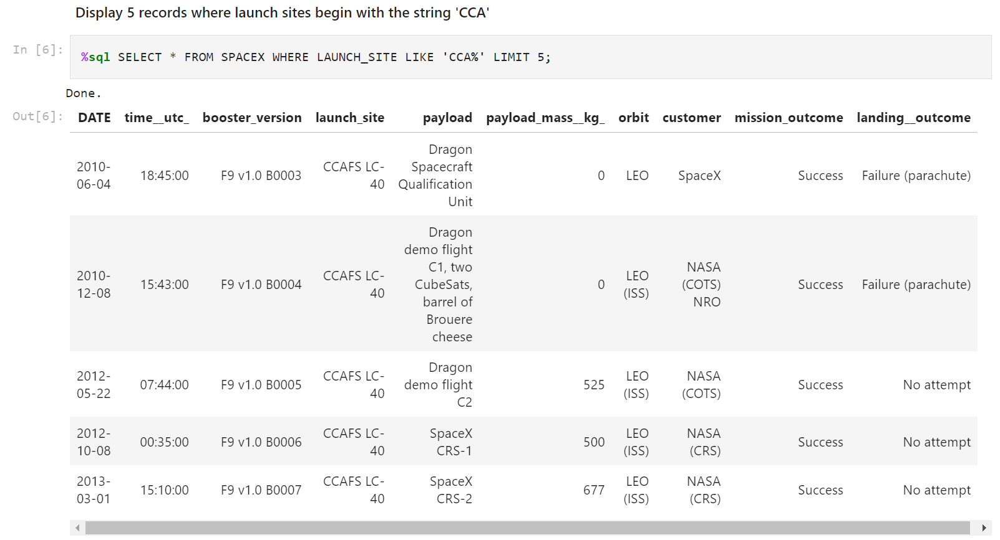 Display 5 records where launch sites begin with the string 'CCA'
In [6]:
%sql SELECT * FROM SPACEX WHERE LAUNCH_SITE LIKE 'CCA%' LIMIT 5;
Done.
Out[6]:
DATE time__utc_ booster_version launch_site payload payload_mass__kg_ orbit customer mission_outcome landing__outcome
2010-
06-04
18:45:00
F9 v1.0 B0003
CCAFS LC-
40
Dragon
Spacecraft
Qualification
Unit
0
LEO
SpaceX
Success
Failure (parachute)
2010-
12-08
15:43:00
F9 v1.0 B0004
CCAFS LC-
40
Dragon
demo flight
C1, two
CubeSats,
barrel of
Brouere
cheese
0
LEO
(ISS)
NASA
(COTS)
NRO
Success
Failure (parachute)
2012-
05-22
07:44:00
F9 v1.0 B0005
CCAFS LC-
40
Dragon
demo flight
C2
525
LEO
(ISS)
NASA
(COTS)
Success
No attempt
2012-
10-08
00:35:00
F9 v1.0 B0006
CCAFS LC-
40
SpaceX
CRS-1
500
LEO
(ISS)
NASA
(CRS)
Success
No attempt
2013-
03-01
15:10:00
F9 v1.0 B0007
CCAFS LC-
40
SpaceX
CRS-2
677
LEO
(ISS)
NASA
(CRS)
Success
No attempt